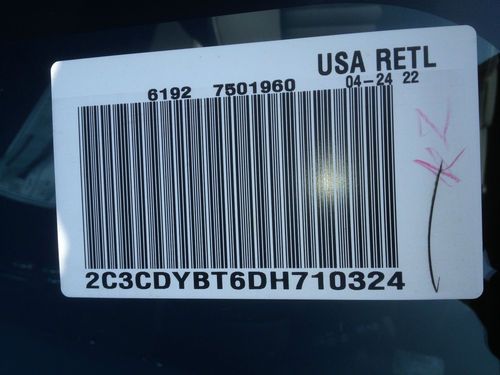 USA RETL
6192 7501960 04-24 22
2C3CDYBT6DH710324